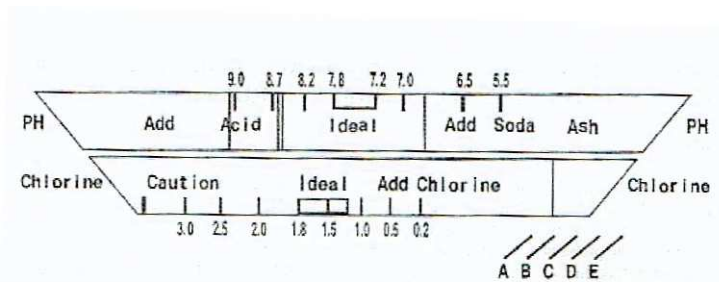 9.0 8.7 8.2 7.8 7.2 7.0 6.5 5.5
PH Add Acid Ideal Add Soda Ash PH
Chlorine Caution Ideal Add Chlorine Chlorine
3.0 2.5 2.0 1.8 1.5 1.0 0.5 0.2
A B C D E